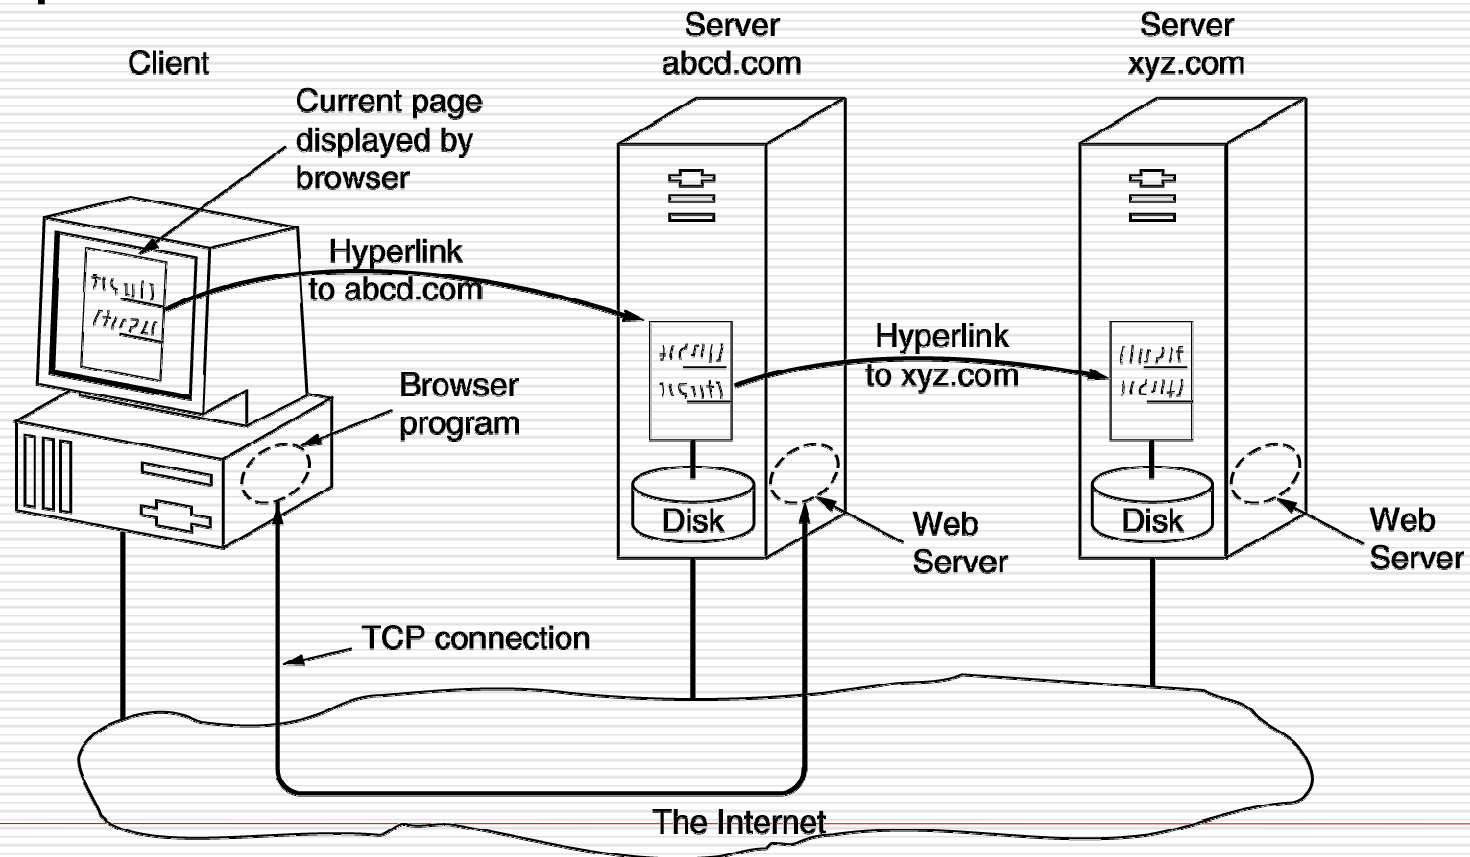 Server
abcd.com
Server
xyz.com
Client
Current page
displayed by
browser
Hyperlink
to abcd.com
Hyperlink
to xyz.com
Browser
program
Disk
Web
Server
Disk
Web
Server
TCP connection
The Internet